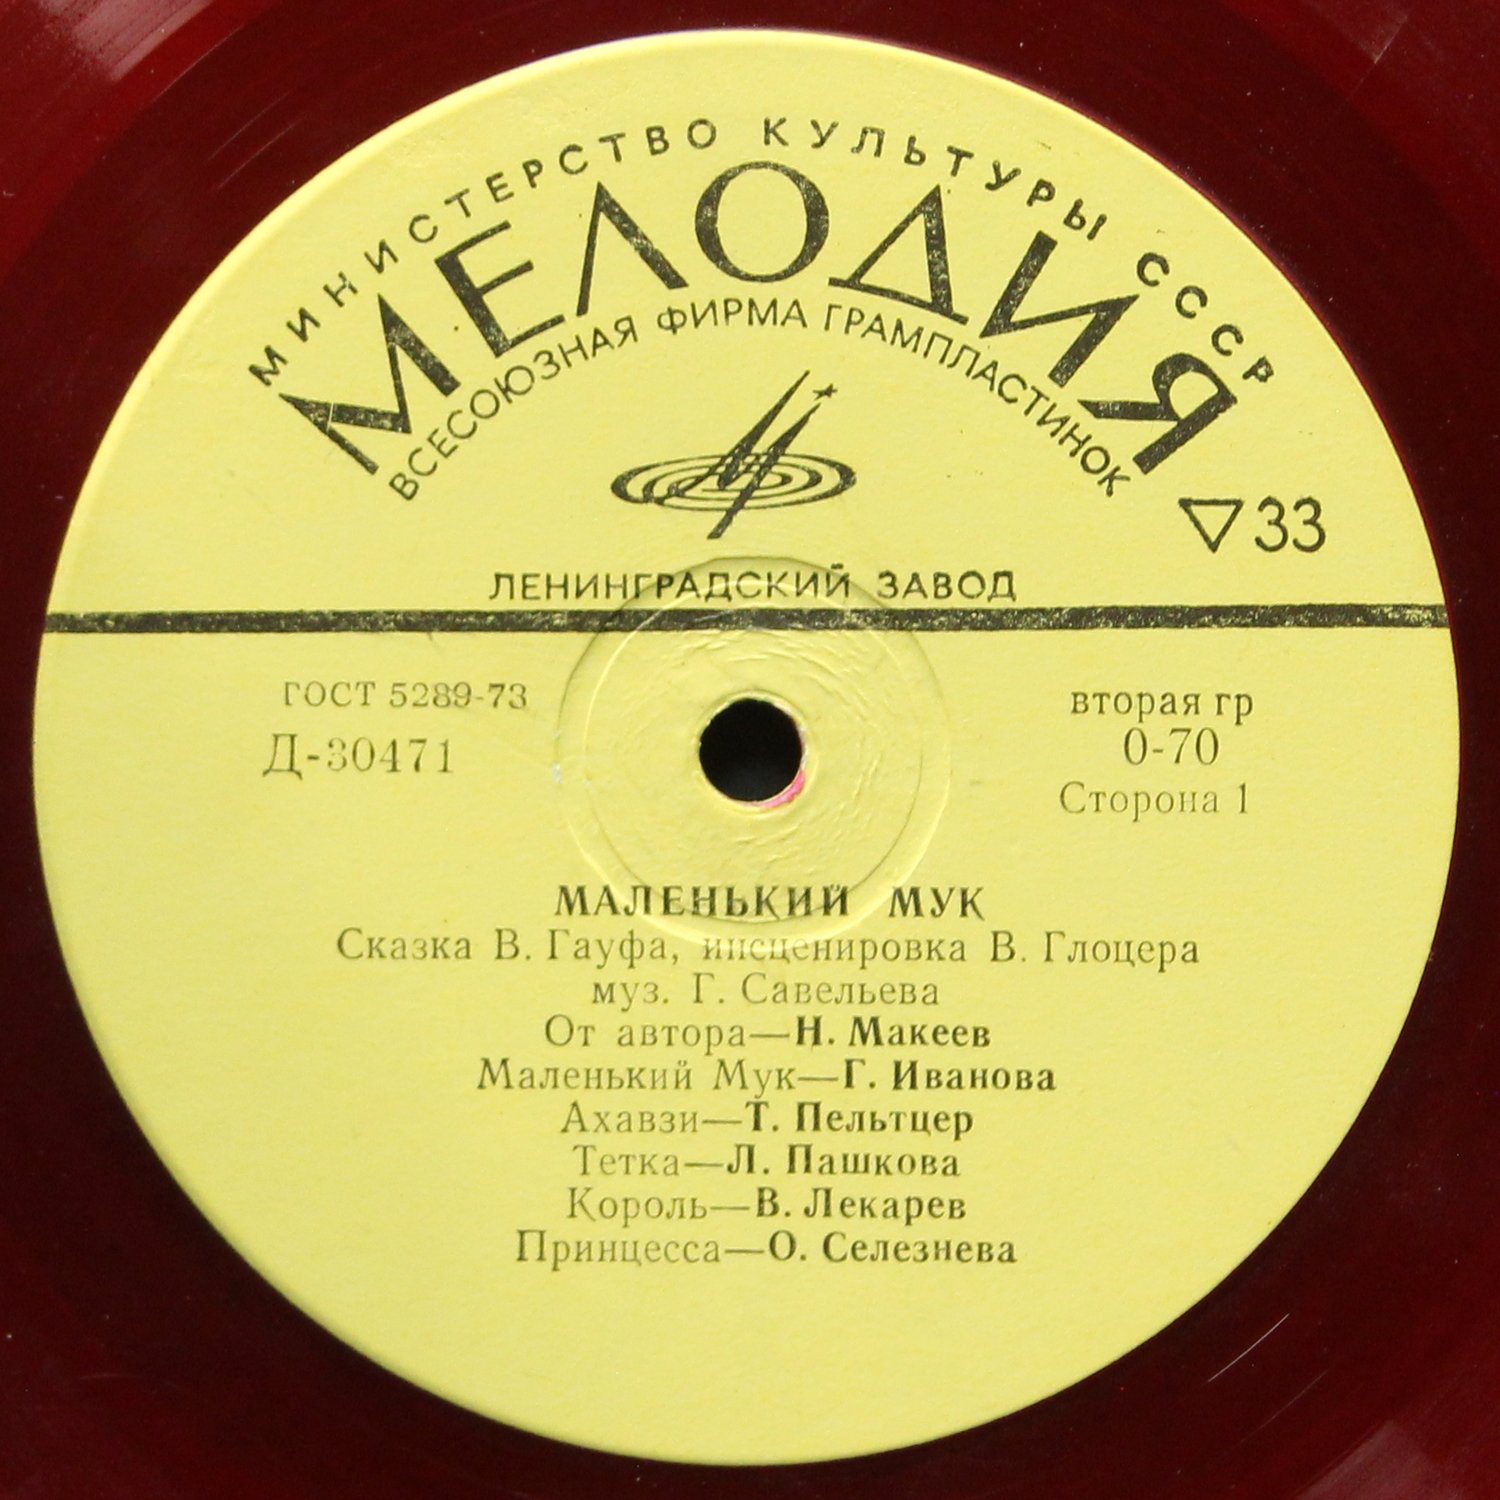 МИНИСТЕРСТВО КУЛЬТУРЫ СССР
МЕЛОДИЯ
ВСЕСОЮЗНАЯ ФИРМА ГРАМПЛАСТИНОК
33
ЛЕНИНГРАДСКИЙ ЗАВОД
ГОСТ 5289-73
Д-30471
вторая гр
0-70
Сторона 1
МАЛЕНЬКИЙ МУК
Сказка В. Гауфа, инсценировка В. Глоцера
муз. Г. Савельева
От автора—Н. Макеев
Маленький Мук—Г. Иванова
Ахавзи—Т. Пельтцер
Тетка—Л. Пашкова
Король—В. Лекарев
Принцесса—О. Селезнева